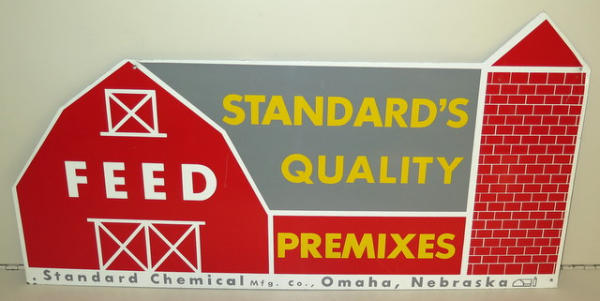 STANDARD'S
QUALITY
FEED
PREMIXES
Standard Chemical Mfg. Co., Omaha, Nebraska